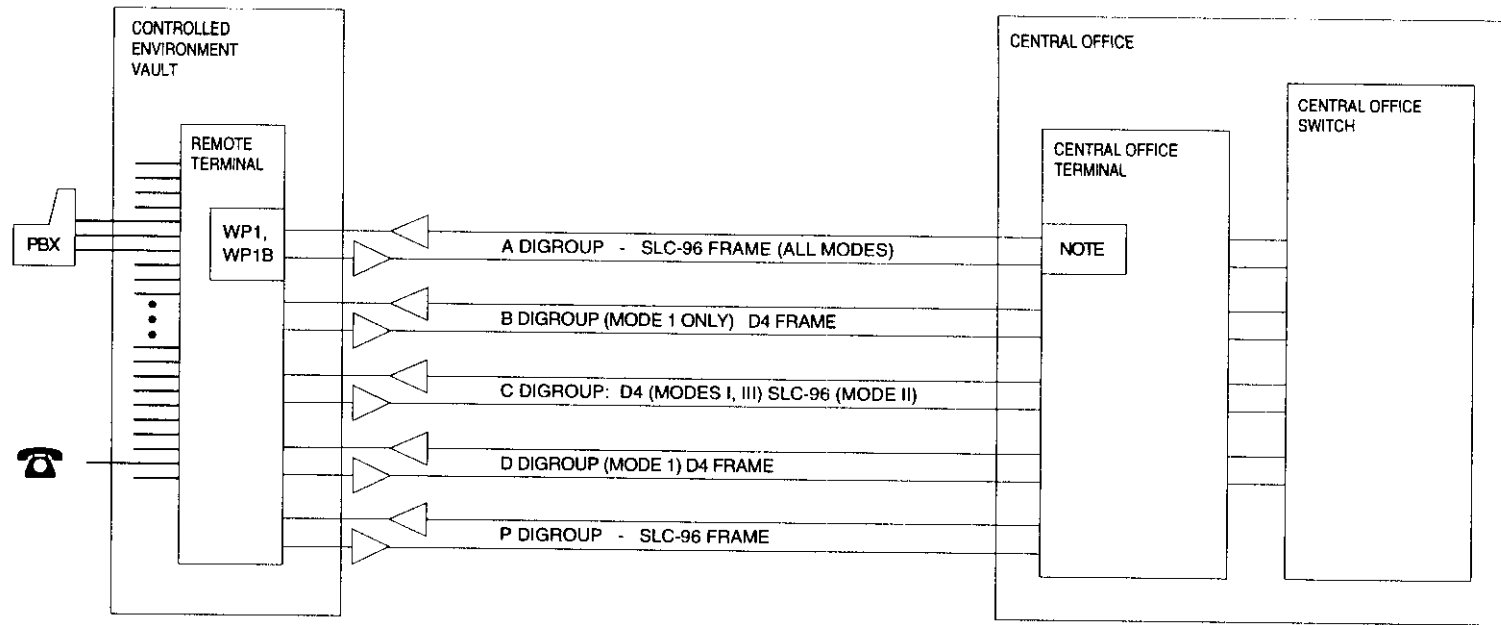 CONTROLLED
ENVIRONMENT
VAULT
REMOTE
TERMINAL
WP1,
WP1B
PBX
A DIGROUP - SLC-96 FRAME (ALL MODES)
B DIGROUP (MODE 1 ONLY) D4 FRAME
C DIGROUP: D4 (MODES I, III) SLC-96 (MODE II)
D DIGROUP (MODE 1) D4 FRAME
P DIGROUP - SLC-96 FRAME
CENTRAL OFFICE
CENTRAL OFFICE
TERMINAL
NOTE
CENTRAL OFFICE
SWITCH